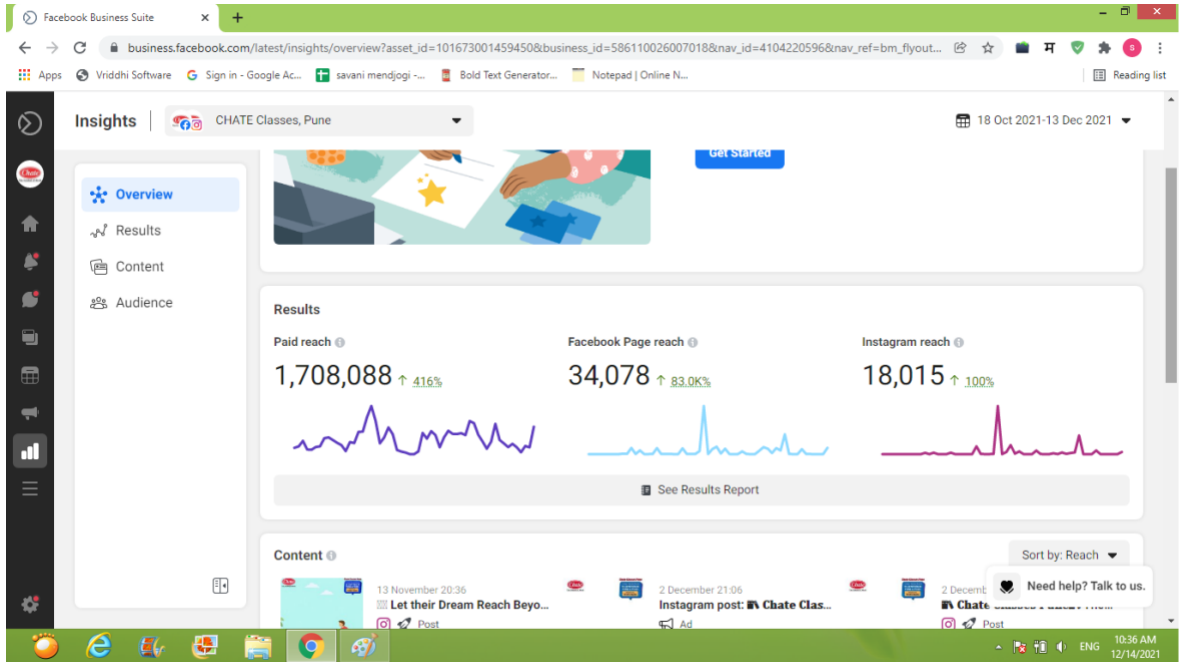 Facebook Business Suite
business.facebook.com/latest/insights/overview?asset_id=101673001459450&business_id=586110026007018&nav_id=4104220596&nav_ref=bm_flyout...
Apps Vriddhi Software Sign in - Google Ac... savani mendjogi -... Bold Text Generator... Notepad | Online N... Reading list
Insights CHATE Classes, Pune 18 Oct 2021-13 Dec 2021
Get Started
Overview
Results
Content
Audience
Results
Paid reach Facebook Page reach Instagram reach
1,708,088 ↑ 416% 34,078 ↑ 83.0K% 18,015 ↑ 100%
See Results Report
Content Sort by: Reach
Need help? Talk to us.
13 November 20:36 2 December 21:06
Let their Dream Reach Beyo... Instagram post: Chate Clas...
Post Ad Post
ENG 10:36 AM
12/14/2021